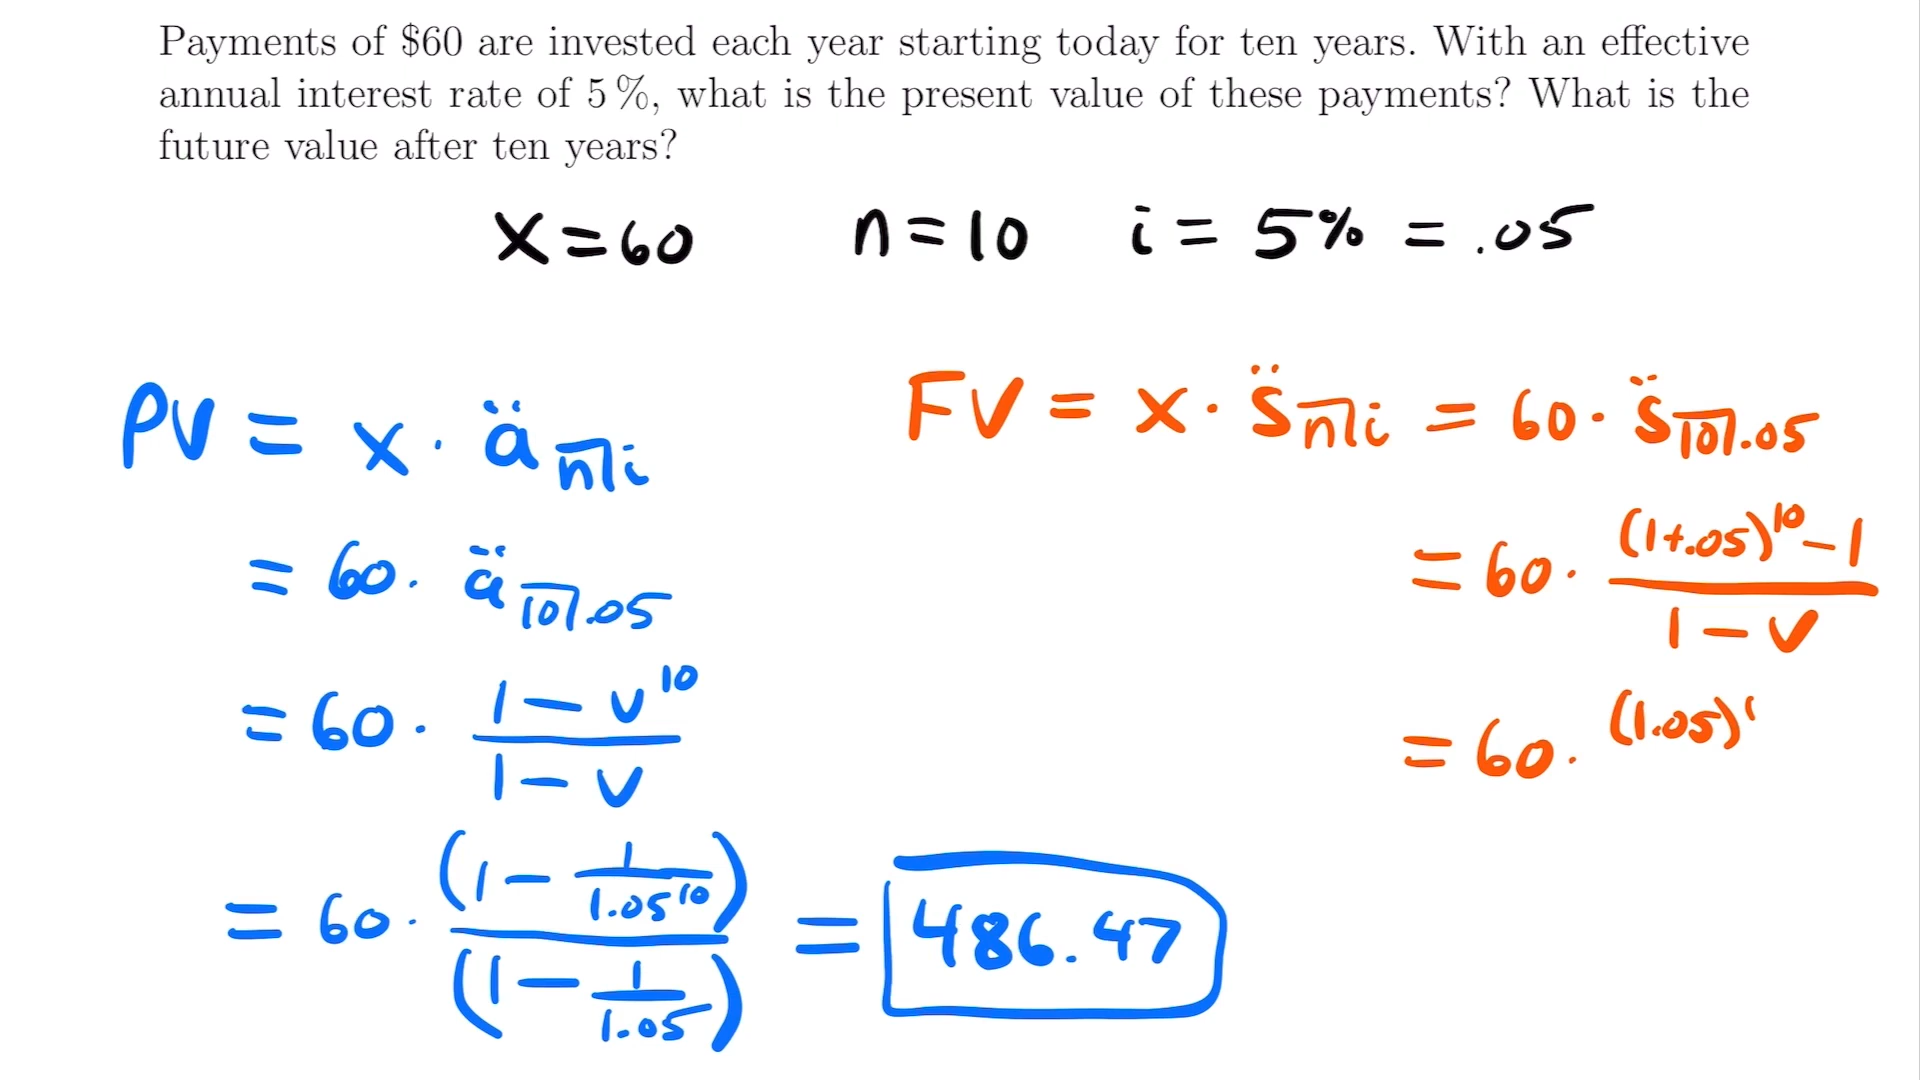 Payments of $60 are invested each year starting today for ten years. With an effective
annual interest rate of 5 %, what is the present value of these payments? What is the
future value after ten years?
x = 60 n = 10 i = 5% = .05
PV = x · ä n̅| i
= 60 · ä 10| .05
= 60 · (1 - v^10) / (1 - v)
= 60 · (1 - 1/1.05^10) / (1 - 1/1.05) = 486.47
FV = x · s̈ n̅| i = 60 · s̈ 10| .05
= 60 · ((1+.05)^10 - 1) / (1 - v)
= 60 · (1.05)^1